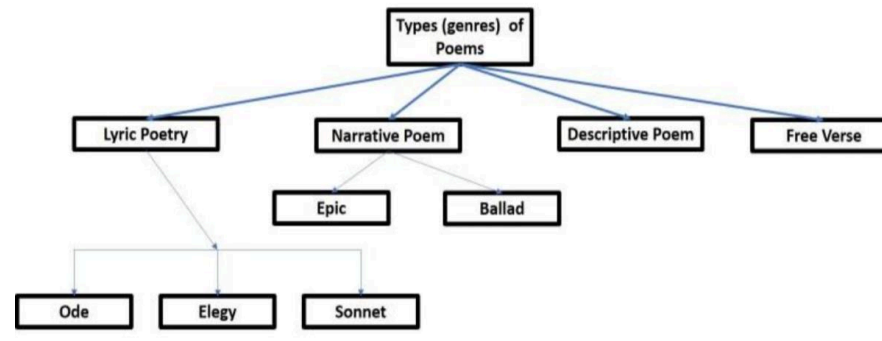 Types (genres) of
Poems
Lyric Poetry
Narrative Poem
Descriptive Poem
Free Verse
Epic
Ballad
Ode
Elegy
Sonnet